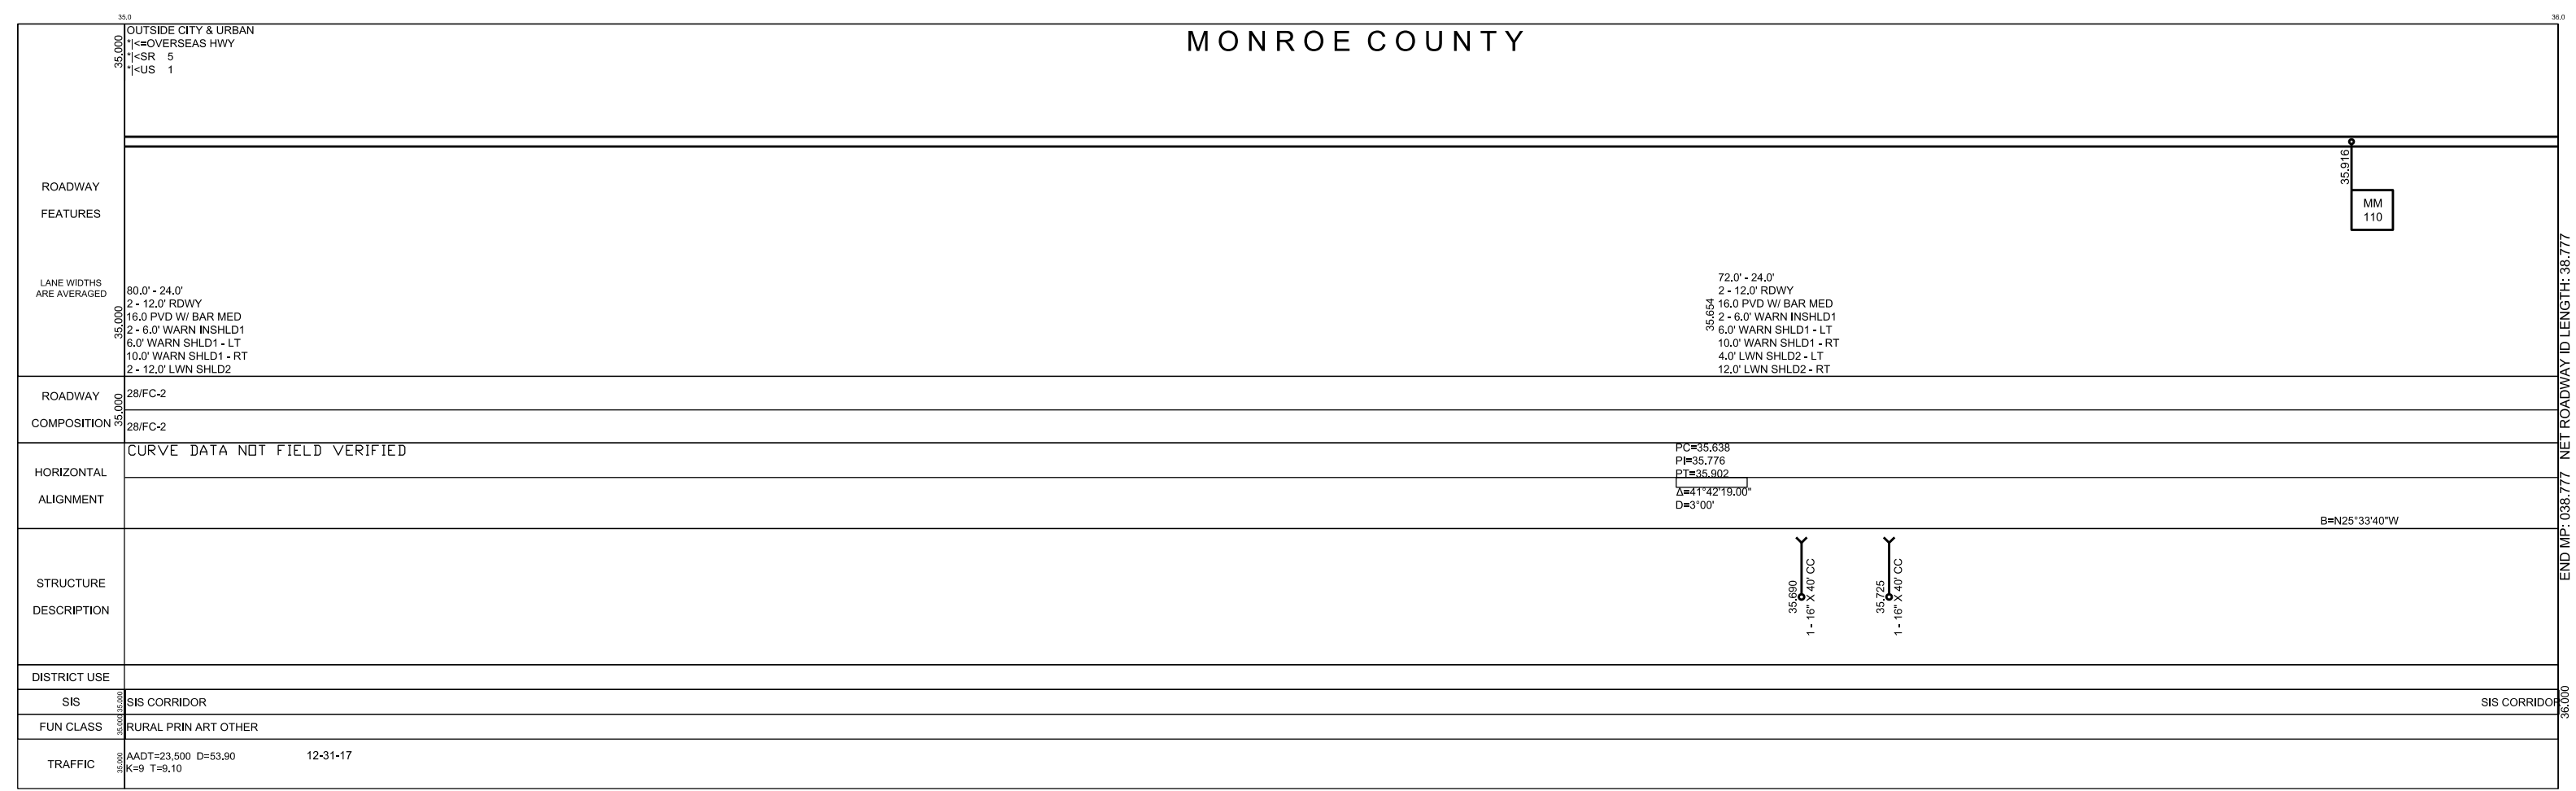 35.0
36.0
MONROE COUNTY
35.000
OUTSIDE CITY & URBAN
*|<=OVERSEAS HWY
*|<SR 5
*|<US 1
ROADWAY
FEATURES
35.916
MM
110
LANE WIDTHS
ARE AVERAGED
35.000
80.0' - 24.0'
2 - 12.0' RDWY
16.0 PVD W/ BAR MED
2 - 6.0' WARN INSHLD1
6.0' WARN SHLD1 - LT
10.0' WARN SHLD1 - RT
2 - 12.0' LWN SHLD2
35.654
72.0' - 24.0'
2 - 12.0' RDWY
16.0 PVD W/ BAR MED
2 - 6.0' WARN INSHLD1
6.0' WARN SHLD1 - LT
10.0' WARN SHLD1 - RT
4.0' LWN SHLD2 - LT
12.0' LWN SHLD2 - RT
ROADWAY
COMPOSITION
35.000
28/FC-2
28/FC-2
HORIZONTAL
ALIGNMENT
CURVE DATA NOT FIELD VERIFIED
PC=35.638
PI=35.776
PT=35.902
Δ=41°42'19.00"
D=3°00'
B=N25°33'40"W
STRUCTURE
DESCRIPTION
35.690
1 - 16" X 40' CC
35.725
1 - 16" X 40' CC
DISTRICT USE
SIS
35.000
SIS CORRIDOR
SIS CORRIDOR
36.000
FUN CLASS
35.000
RURAL PRIN ART OTHER
TRAFFIC
35.000
AADT=23,500 D=53.90 12-31-17
K=9 T=9.10
END MP: 038.777 NET ROADWAY ID LENGTH: 38.777